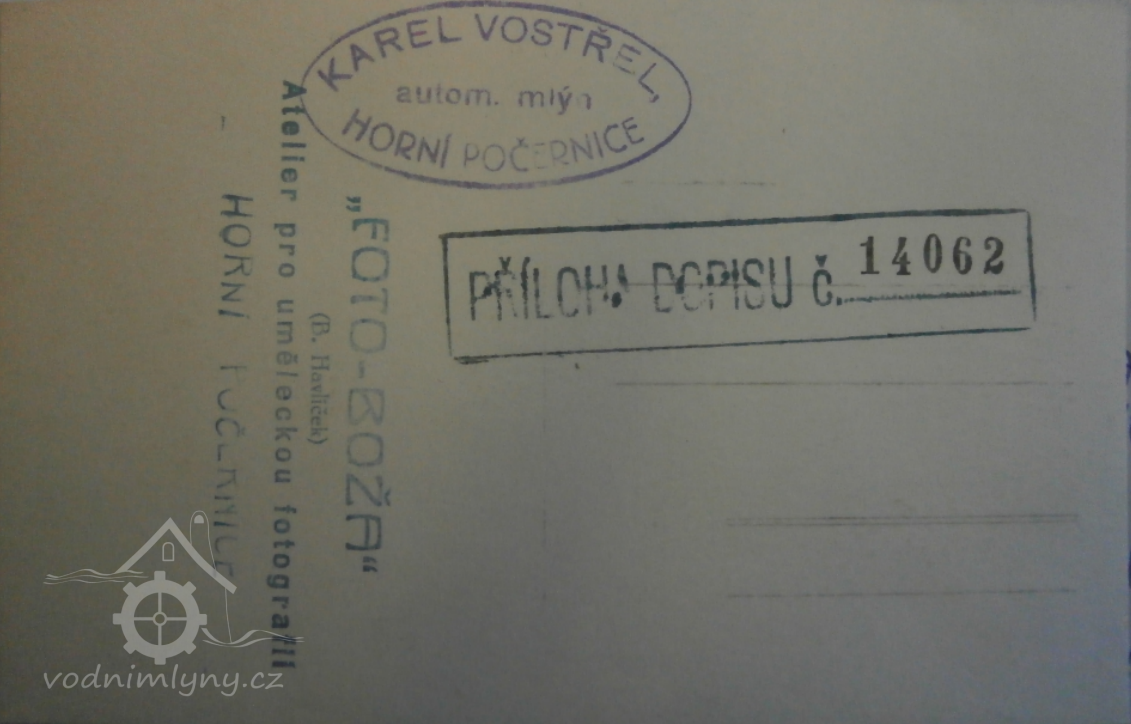 KAREL VOSTŘEL,
autom. mlýn
HORNÍ POČERNICE
PŘÍLOHA DOPISU č. 14062
„FOTO-BOŽA“
(B. Havlíček)
Atelier pro uměleckou fotografii
- HORNÍ POČERNICE
vodnimlyny.cz